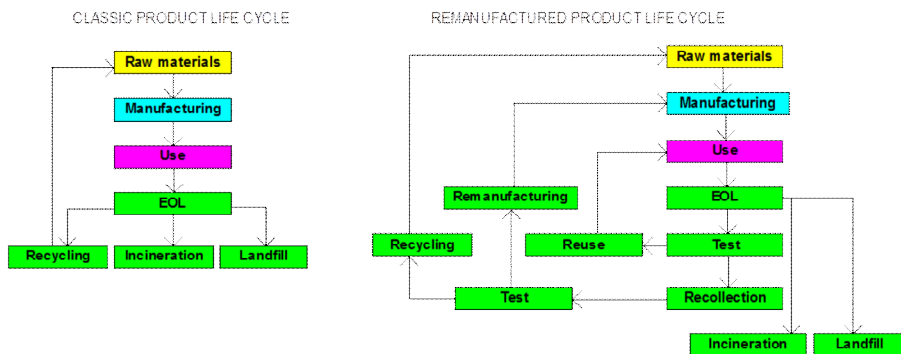 CLASSIC PRODUCT LIFE CYCLE
Raw materials
Manufacturing
Use
EOL
Recycling
Incineration
Landfill
REMANUFACTURED PRODUCT LIFE CYCLE
Raw materials
Manufacturing
Use
Remanufacturing
EOL
Recycling
Reuse
Test
Test
Recollection
Incineration
Landfill